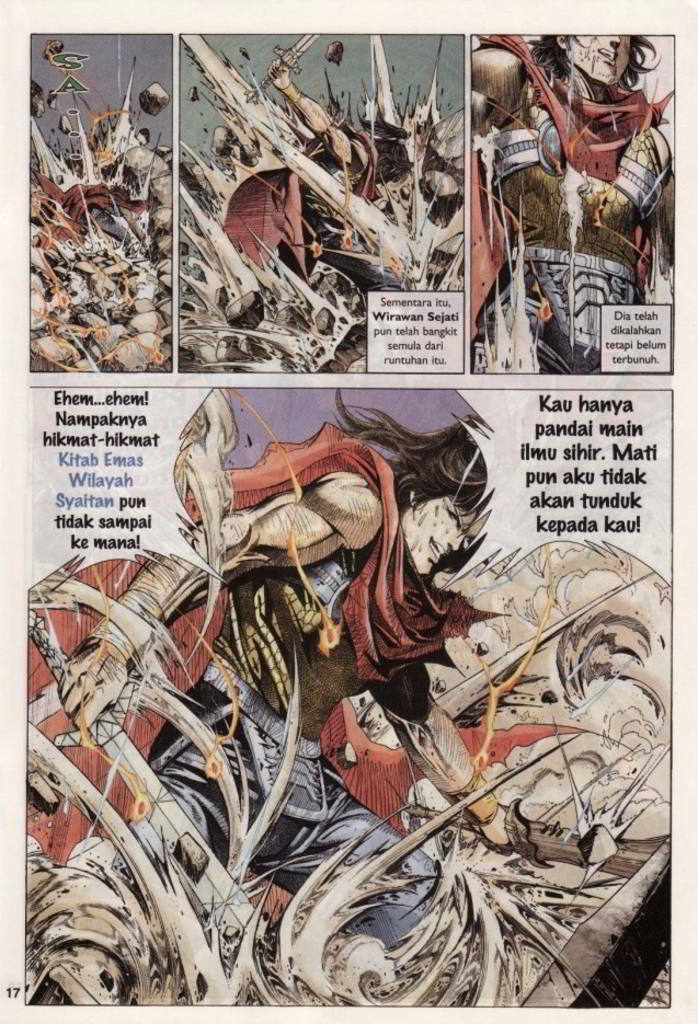 SA...
Sementara itu,
Wirawan Sejati
pun telah bangkit
semula dari
runtuhan itu.
Dia telah
dikalahkan
tetapi belum
terbunuh.
Ehem...ehem!
Nampaknya
hikmat-hikmat
Kitab Emas
Wilayah
Syaitan pun
tidak sampai
ke mana!
Kau hanya
pandai main
ilmu sihir. Mati
pun aku tidak
akan tunduk
kepada kau!
17